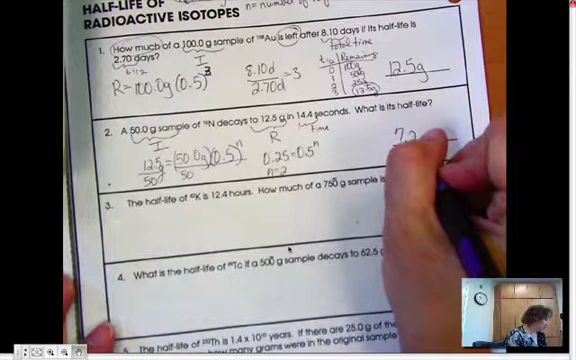 HALF-LIFE OF
RADIOACTIVE ISOTOPES
n= number of
1. How much of a 100.0g sample of ¹⁹⁸Au is left after 8.10 days if its half-life is
2.70 days?
t 1/2
I
total time
R=100.0g(0.5)³
8.10d
2.70d
=3
t½ Remaining
0 100g
1 50g
2 25g
3 12.5g
12.5g
2. A 50.0 g sample of ¹⁶N decays to 12.5 g in 14.4 seconds. What is its half-life?
I
R
time
12.5g = (50.0g)(0.5)ⁿ
50g 50
0.25=0.5ⁿ
n=2
7.2
3. The half-life of ⁴²K is 12.4 hours. How much of a 750 g sample is
4. What is the half-life of ⁹⁹Tc if a 500 g sample decays to 62.5 g
5. The half-life of ²³²Th is 1.4 x 10¹⁰ years. If there are 25.0 g of the
how many grams were in the original sample